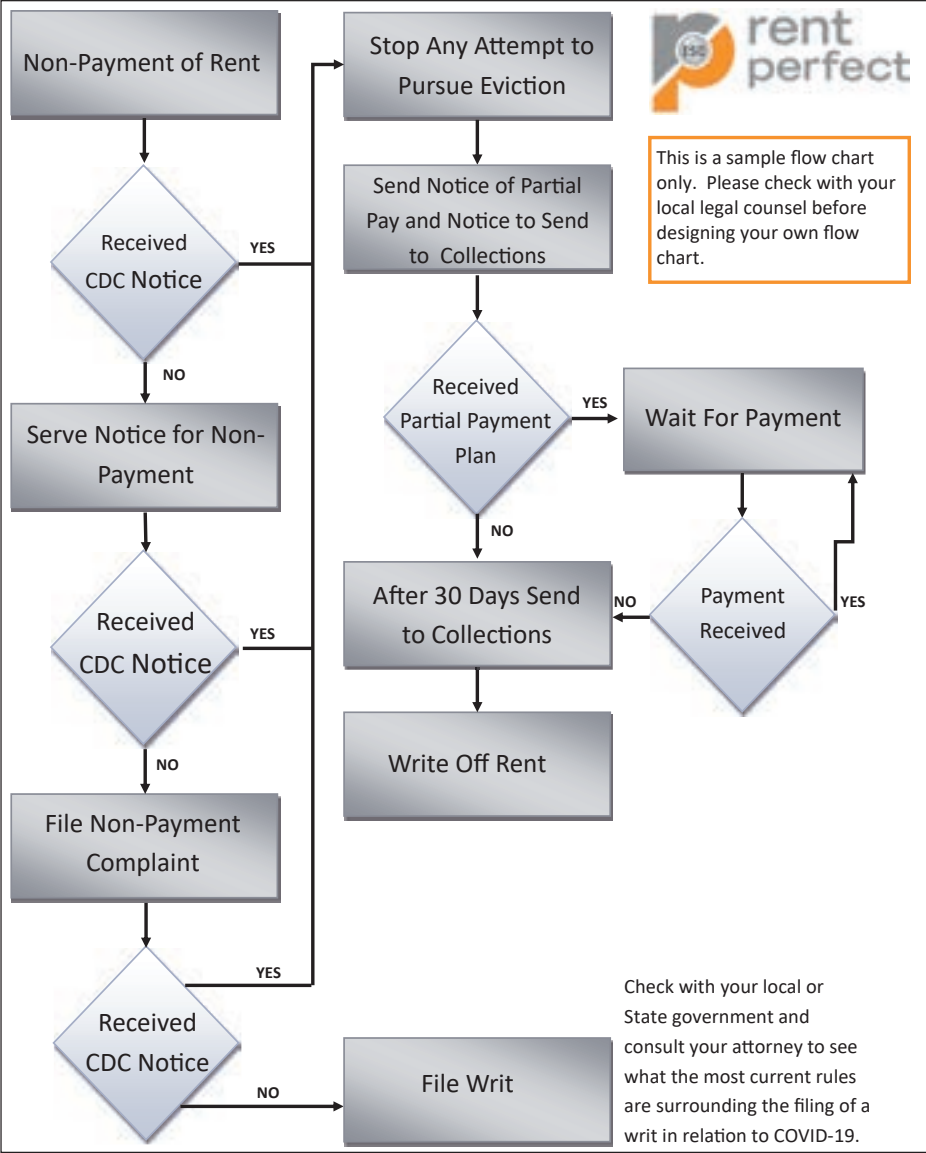 Non-Payment of Rent
Received
CDC Notice
YES
NO
Serve Notice for Non-
Payment
Received
CDC Notice
YES
NO
File Non-Payment
Complaint
Received
CDC Notice
YES
NO
File Writ
Stop Any Attempt to
Pursue Eviction
Send Notice of Partial
Pay and Notice to Send
to Collections
Received
Partial Payment
Plan
YES
NO
Wait For Payment
Payment
Received
YES
NO
After 30 Days Send
to Collections
Write Off Rent
rent
perfect
This is a sample flow chart
only. Please check with your
local legal counsel before
designing your own flow
chart.
Check with your local or
State government and
consult your attorney to see
what the most current rules
are surrounding the filing of a
writ in relation to COVID-19.